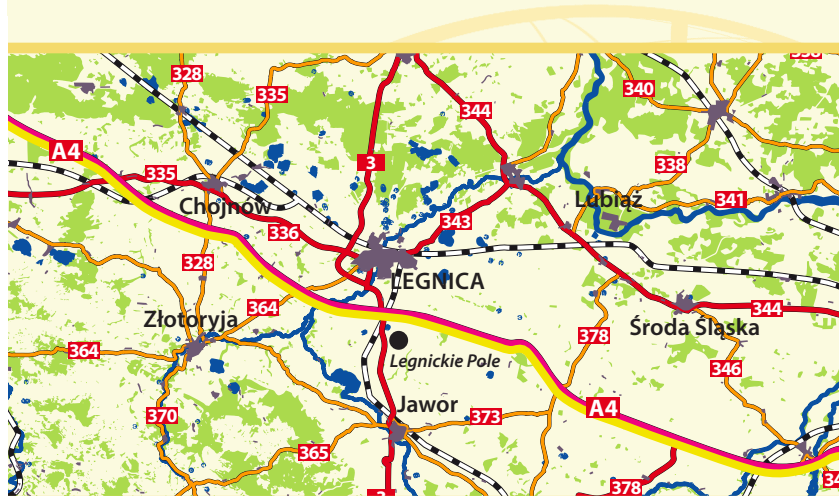 328
340
335
344
A4
3
338
335
341
Chojnów
Lubiąż
343
336
328
LEGNICA
364
344
Złotoryja
Środa Śląska
378
364
Legnickie Pole
346
Jawor
A4
370
373
365
378